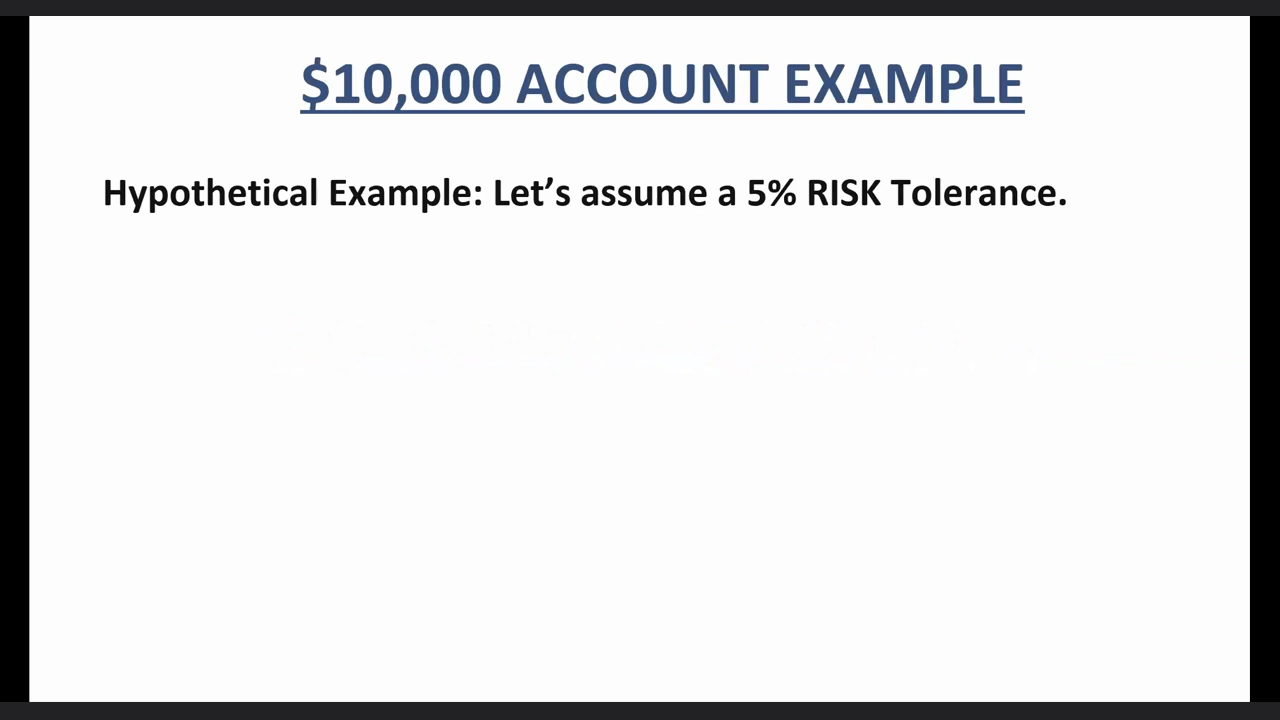 $10,000 ACCOUNT EXAMPLE
Hypothetical Example: Let’s assume a 5% RISK Tolerance.